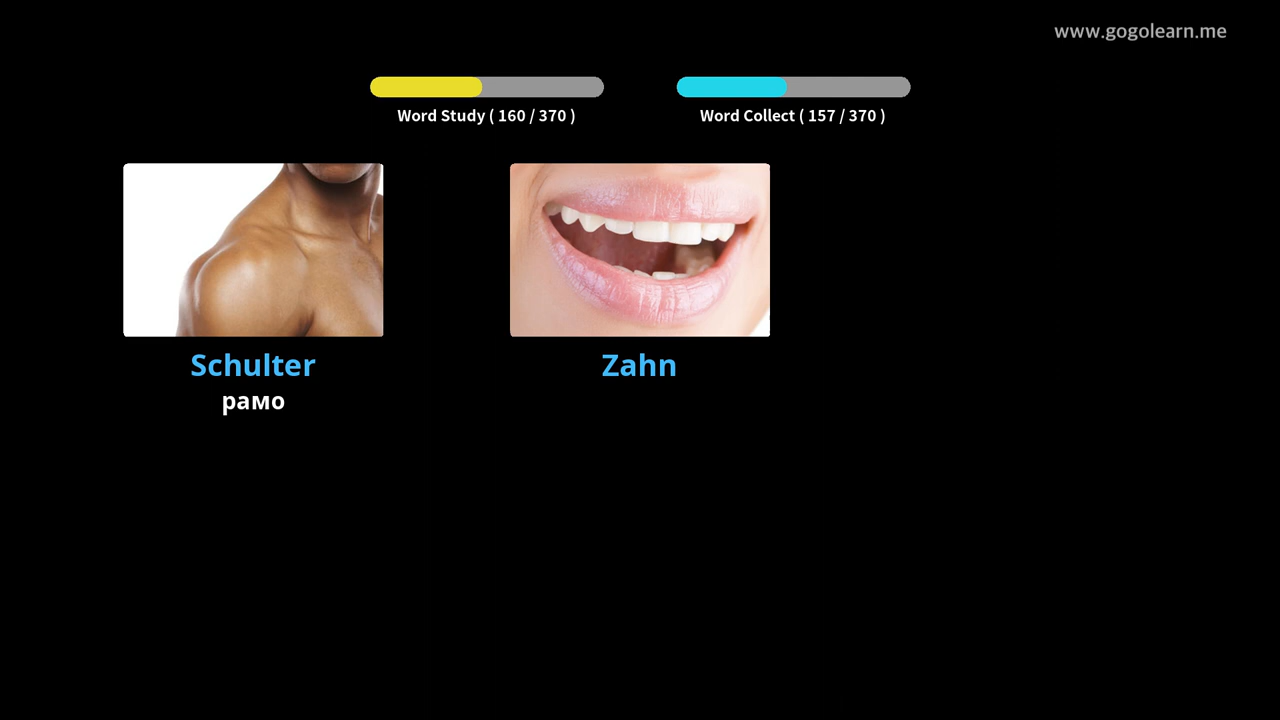 www.gogolearn.me
Word Study ( 160 / 370 )
Word Collect ( 157 / 370 )
Schulter
рамо
Zahn